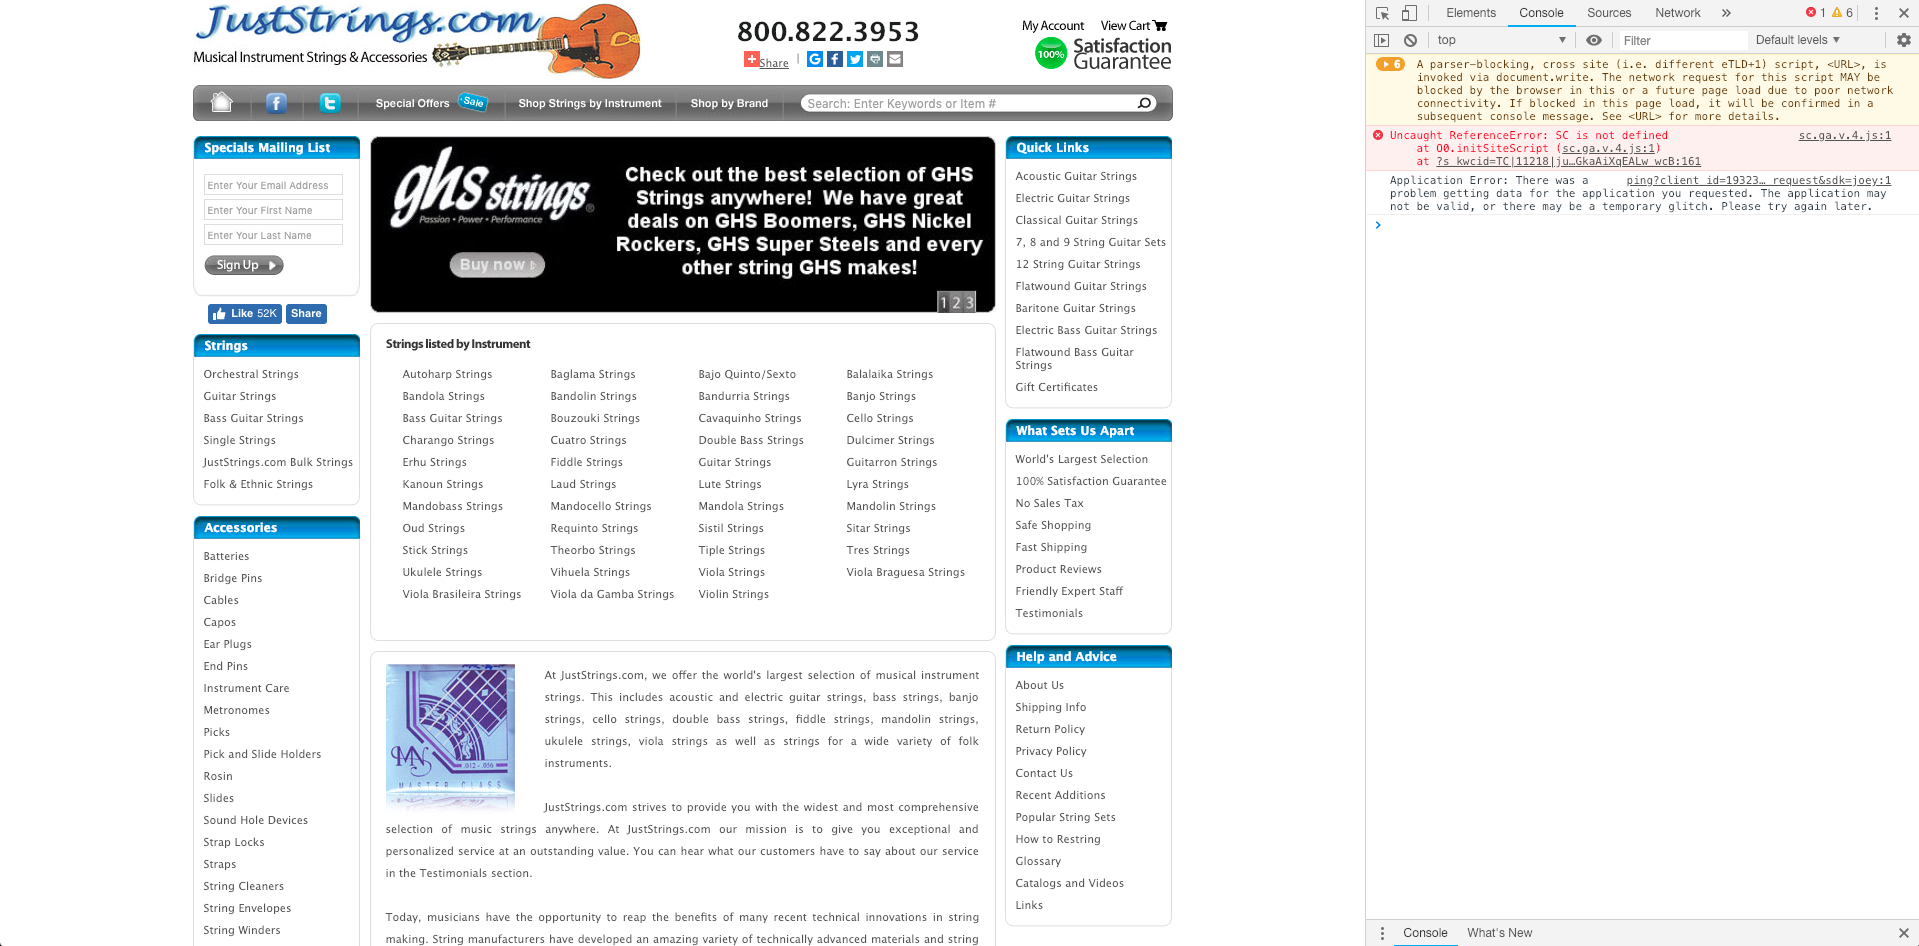 JustStrings.com
Musical Instrument Strings & Accessories
800.822.3953
Share
My Account View Cart
100% Satisfaction
Guarantee
Special Offers Sale Shop Strings by Instrument Shop by Brand Search: Enter Keywords or Item #
Specials Mailing List
Enter Your Email Address
Enter Your First Name
Enter Your Last Name
Sign Up
Like 52K Share
Strings
Orchestral Strings
Guitar Strings
Bass Guitar Strings
Single Strings
JustStrings.com Bulk Strings
Folk & Ethnic Strings
Accessories
Batteries
Bridge Pins
Cables
Capos
Ear Plugs
End Pins
Instrument Care
Metronomes
Picks
Pick and Slide Holders
Rosin
Slides
Sound Hole Devices
Strap Locks
Straps
String Cleaners
String Envelopes
String Winders
ghs strings
Passion • Power • Performance
Buy now
Check out the best selection of GHS
Strings anywhere! We have great
deals on GHS Boomers, GHS Nickel
Rockers, GHS Super Steels and every
other string GHS makes!
1 2 3
Strings listed by Instrument
Autoharp Strings Baglama Strings Bajo Quinto/Sexto Balalaika Strings
Bandola Strings Bandolin Strings Bandurria Strings Banjo Strings
Bass Guitar Strings Bouzouki Strings Cavaquinho Strings Cello Strings
Charango Strings Cuatro Strings Double Bass Strings Dulcimer Strings
Erhu Strings Fiddle Strings Guitar Strings Guitarron Strings
Kanoun Strings Laud Strings Lute Strings Lyra Strings
Mandobass Strings Mandocello Strings Mandola Strings Mandolin Strings
Oud Strings Requinto Strings Sistil Strings Sitar Strings
Stick Strings Theorbo Strings Tiple Strings Tres Strings
Ukulele Strings Vihuela Strings Viola Strings Viola Braguesa Strings
Viola Brasileira Strings Viola da Gamba Strings Violin Strings
MN
.012 - .056
MASTER CLASS
At JustStrings.com, we offer the world's largest selection of musical instrument
strings. This includes acoustic and electric guitar strings, bass strings, banjo
strings, cello strings, double bass strings, fiddle strings, mandolin strings,
ukulele strings, viola strings as well as strings for a wide variety of folk
instruments.
JustStrings.com strives to provide you with the widest and most comprehensive
selection of music strings anywhere. At JustStrings.com our mission is to give you exceptional and
personalized service at an outstanding value. You can hear what our customers have to say about our service
in the Testimonials section.
Today, musicians have the opportunity to reap the benefits of many recent technical innovations in string
making. String manufacturers have developed an amazing variety of technically advanced materials and string
Quick Links
Acoustic Guitar Strings
Electric Guitar Strings
Classical Guitar Strings
7, 8 and 9 String Guitar Sets
12 String Guitar Strings
Flatwound Guitar Strings
Baritone Guitar Strings
Electric Bass Guitar Strings
Flatwound Bass Guitar
Strings
Gift Certificates
What Sets Us Apart
World's Largest Selection
100% Satisfaction Guarantee
No Sales Tax
Safe Shopping
Fast Shipping
Product Reviews
Friendly Expert Staff
Testimonials
Help and Advice
About Us
Shipping Info
Return Policy
Privacy Policy
Contact Us
Recent Additions
Popular String Sets
How to Restring
Glossary
Catalogs and Videos
Links
Elements Console Sources Network » 1 6
top Filter Default levels
6 A parser-blocking, cross site (i.e. different eTLD+1) script, <URL>, is
invoked via document.write. The network request for this script MAY be
blocked by the browser in this or a future page load due to poor network
connectivity. If blocked in this page load, it will be confirmed in a
subsequent console message. See <URL> for more details.
Uncaught ReferenceError: SC is not defined sc.ga.v.4.js:1
at O0.initSiteScript (sc.ga.v.4.js:1)
at ?s_kwcid=TC|11218|ju…GkaAiXqEALw_wcB:161
Application Error: There was a ping?client_id=19323…_request&sdk=joey:1
problem getting data for the application you requested. The application may
not be valid, or there may be a temporary glitch. Please try again later.
Console What's New